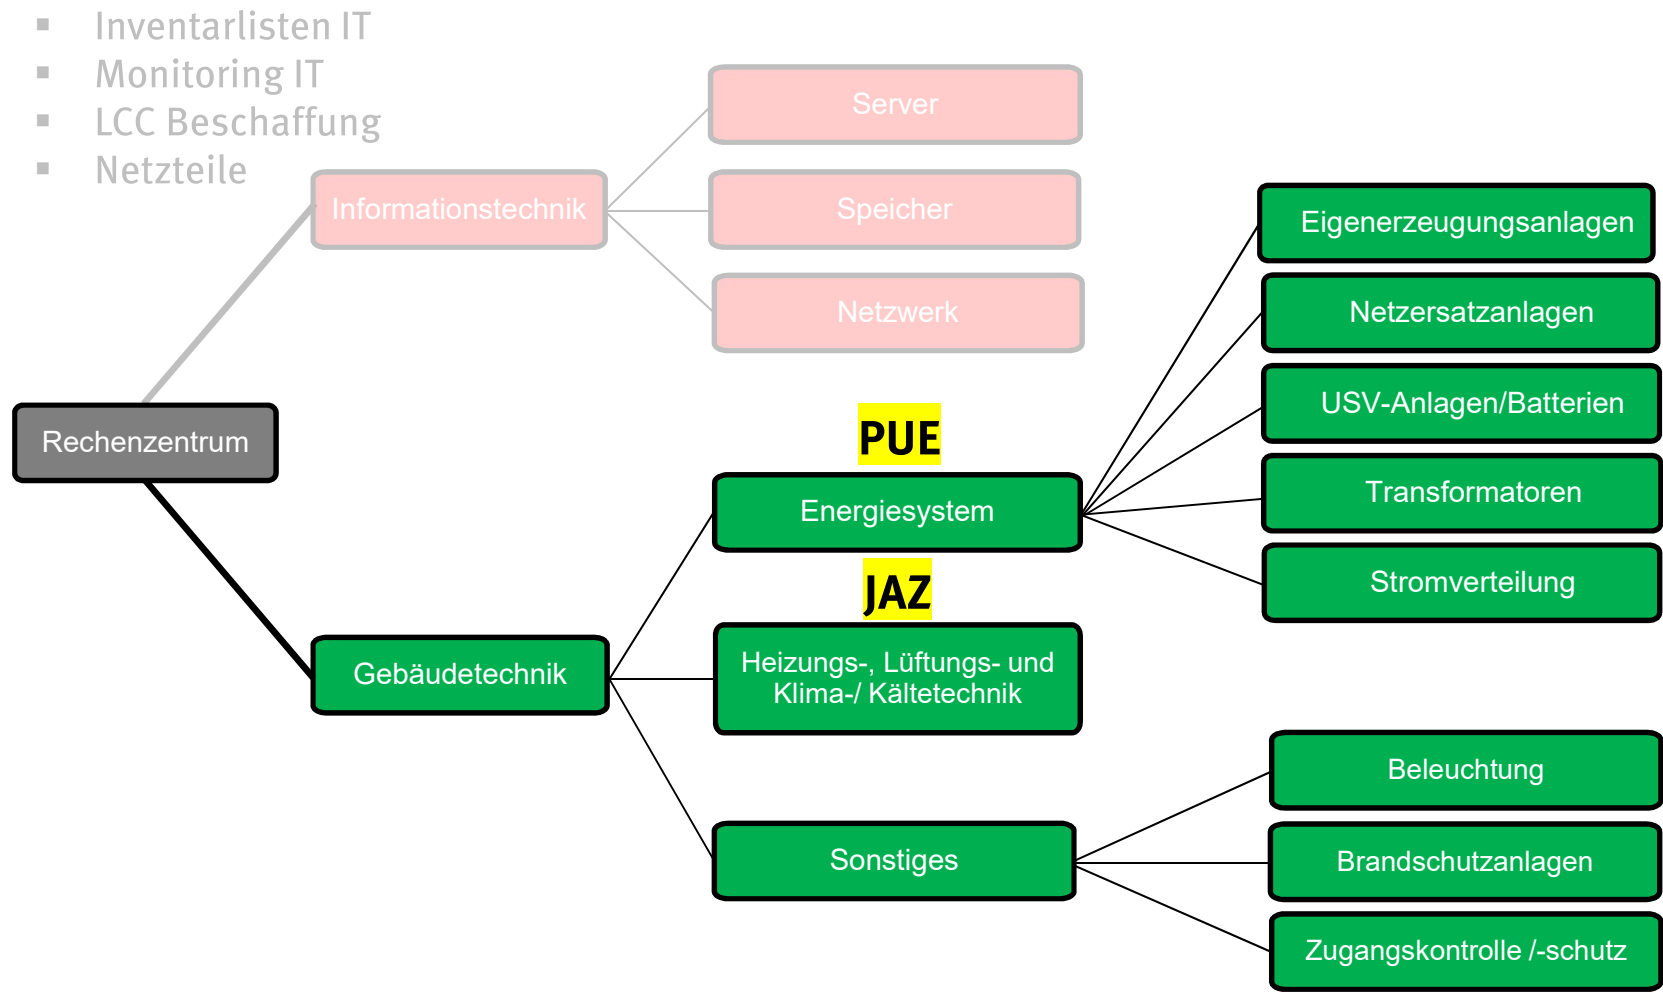 Inventarlisten IT
Monitoring IT
LCC Beschaffung
Netzteile
Server
Informationstechnik
Speicher
Netzwerk
Rechenzentrum
PUE
Energiesystem
JAZ
Gebäudetechnik
Heizungs-, Lüftungs- und
Klima-/ Kältetechnik
Sonstiges
Eigenerzeugungsanlagen
Netzersatzanlagen
USV-Anlagen/Batterien
Transformatoren
Stromverteilung
Beleuchtung
Brandschutzanlagen
Zugangskontrolle /-schutz